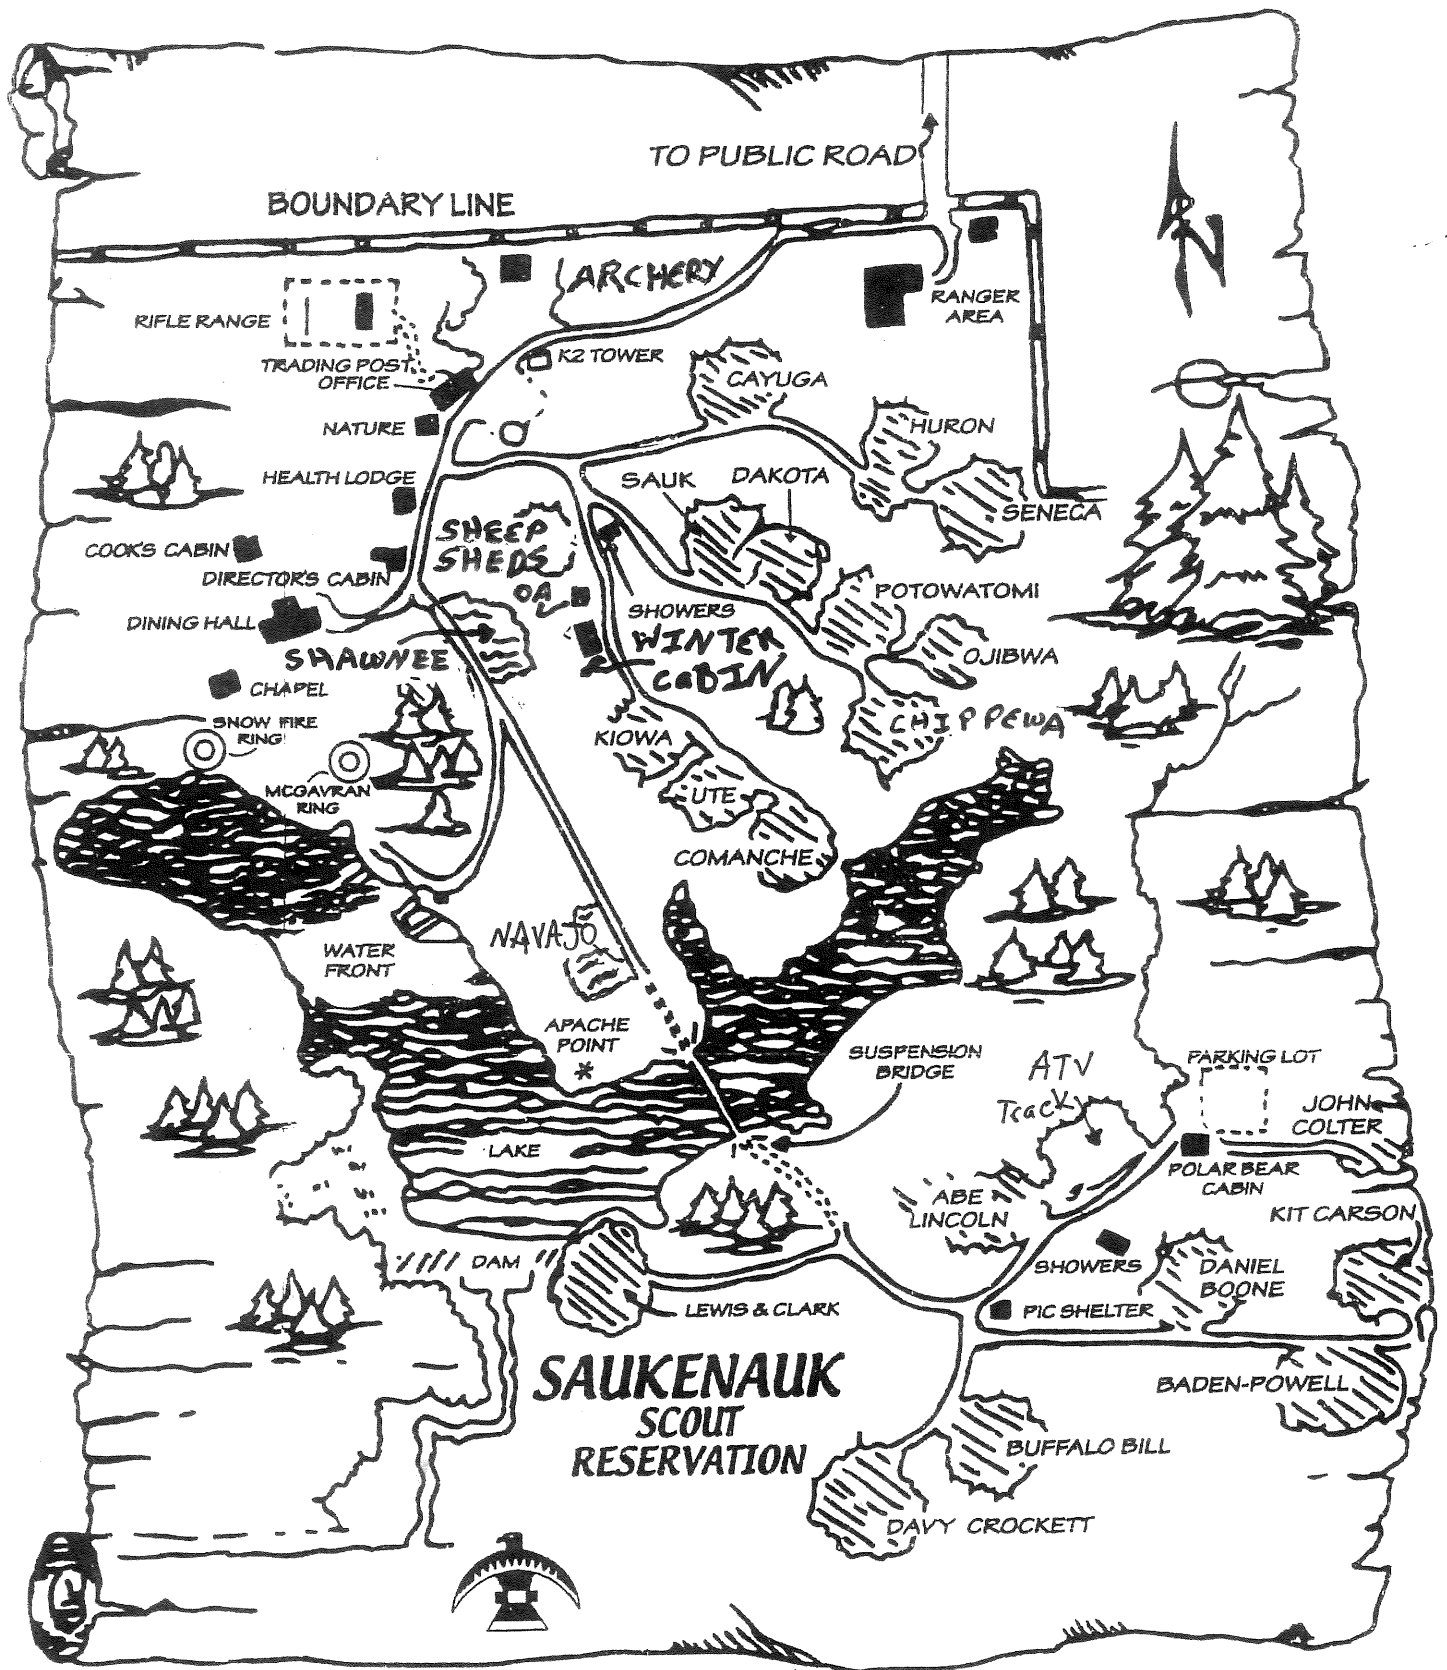 TO PUBLIC ROAD
BOUNDARY LINE
N
ARCHERY
RANGER
AREA
RIFLE RANGE
TRADING POST
OFFICE
K2 TOWER
CAYUGA
NATURE
HURON
HEALTH LODGE
SAUK
DAKOTA
SENECA
SHEEP
SHEDS
COOK'S CABIN
DIRECTOR'S CABIN
OA
POTOWATOMI
SHOWERS
DINING HALL
WINTER
CABIN
OJIBWA
SHAWNEE
CHAPEL
CHIPPEWA
SNOW FIRE
RING
KIOWA
MCGAVRAN
RING
UTE
COMANCHE
NAVAJO
WATER
FRONT
APACHE
POINT
*
SUSPENSION
BRIDGE
ATV
Track
PARKING LOT
JOHN
COLTER
LAKE
POLAR BEAR
CABIN
ABE
LINCOLN
KIT CARSON
DAM
SHOWERS
DANIEL
BOONE
LEWIS & CLARK
PIC SHELTER
SAUKENAUK
SCOUT
RESERVATION
BADEN-POWELL
BUFFALO BILL
DAVY CROCKETT